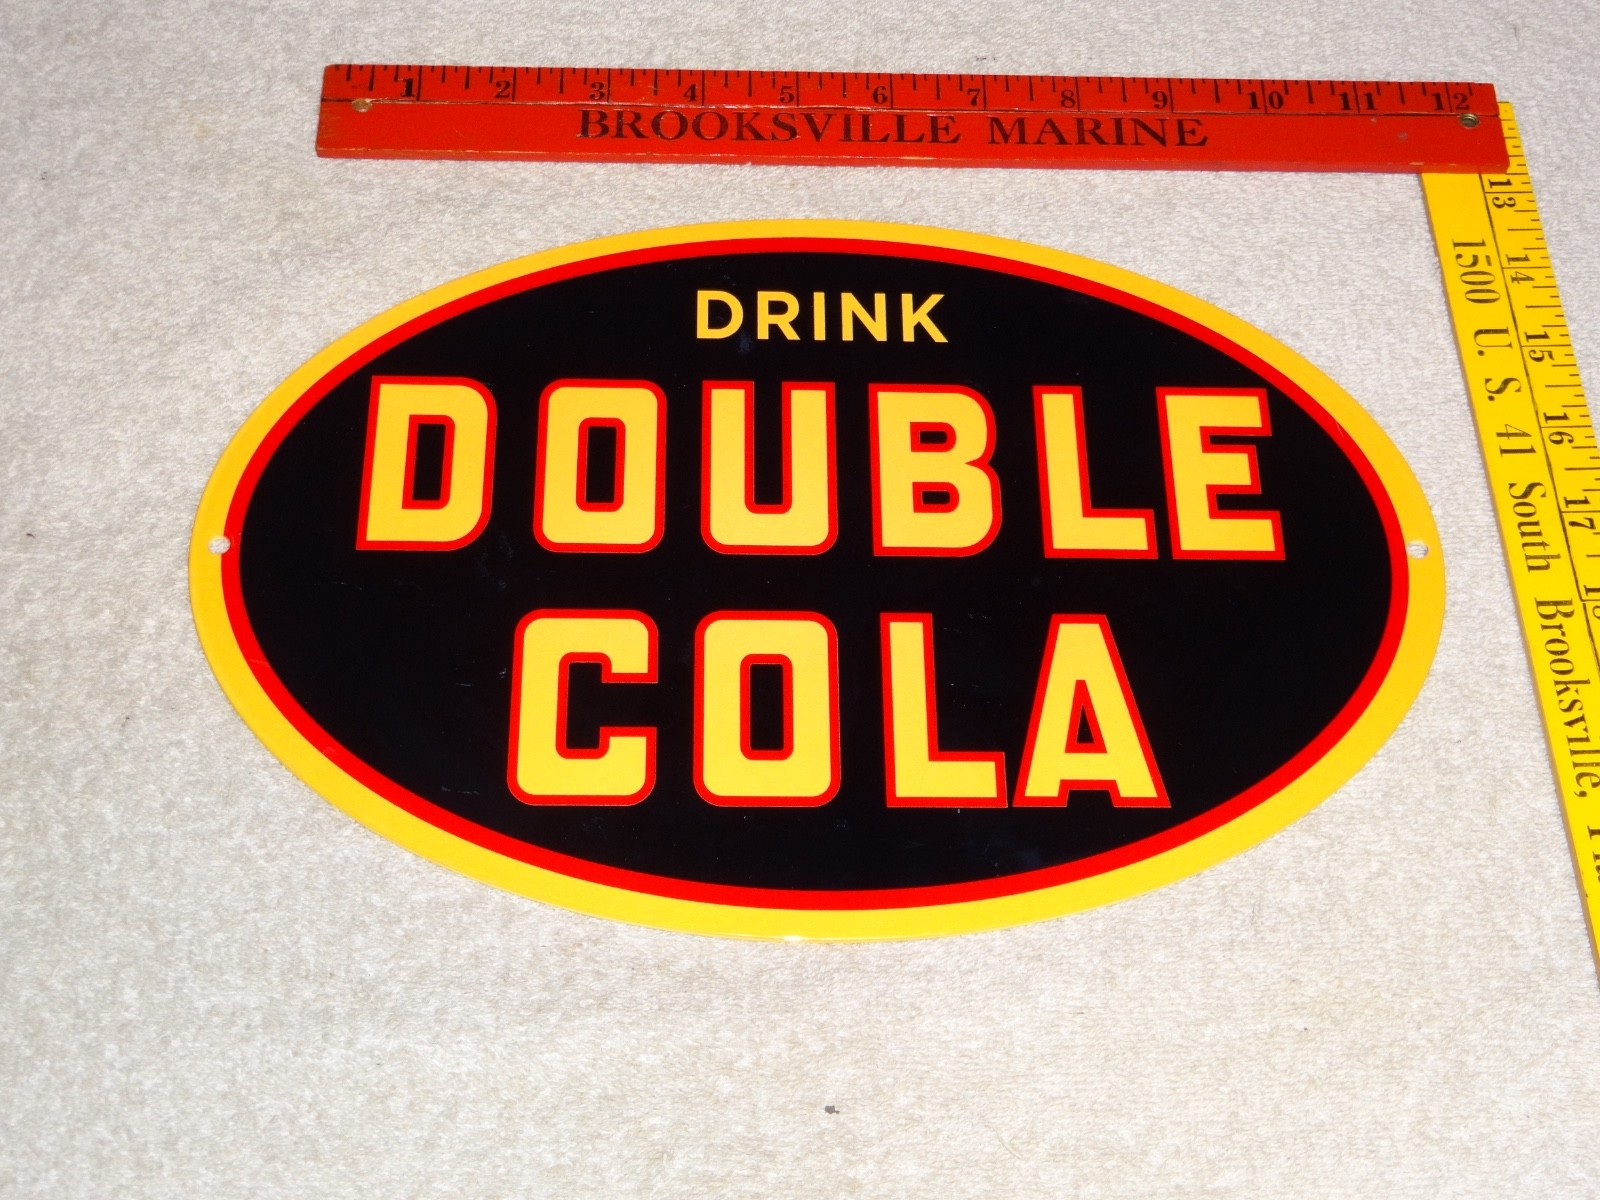 1 2 3 4 5 6 7 8 9 10 11 12
BROOKSVILLE MARINE
DRINK
DOUBLE
COLA
13 14 15 16 17
1500 U. S. 41 South Brooksville,